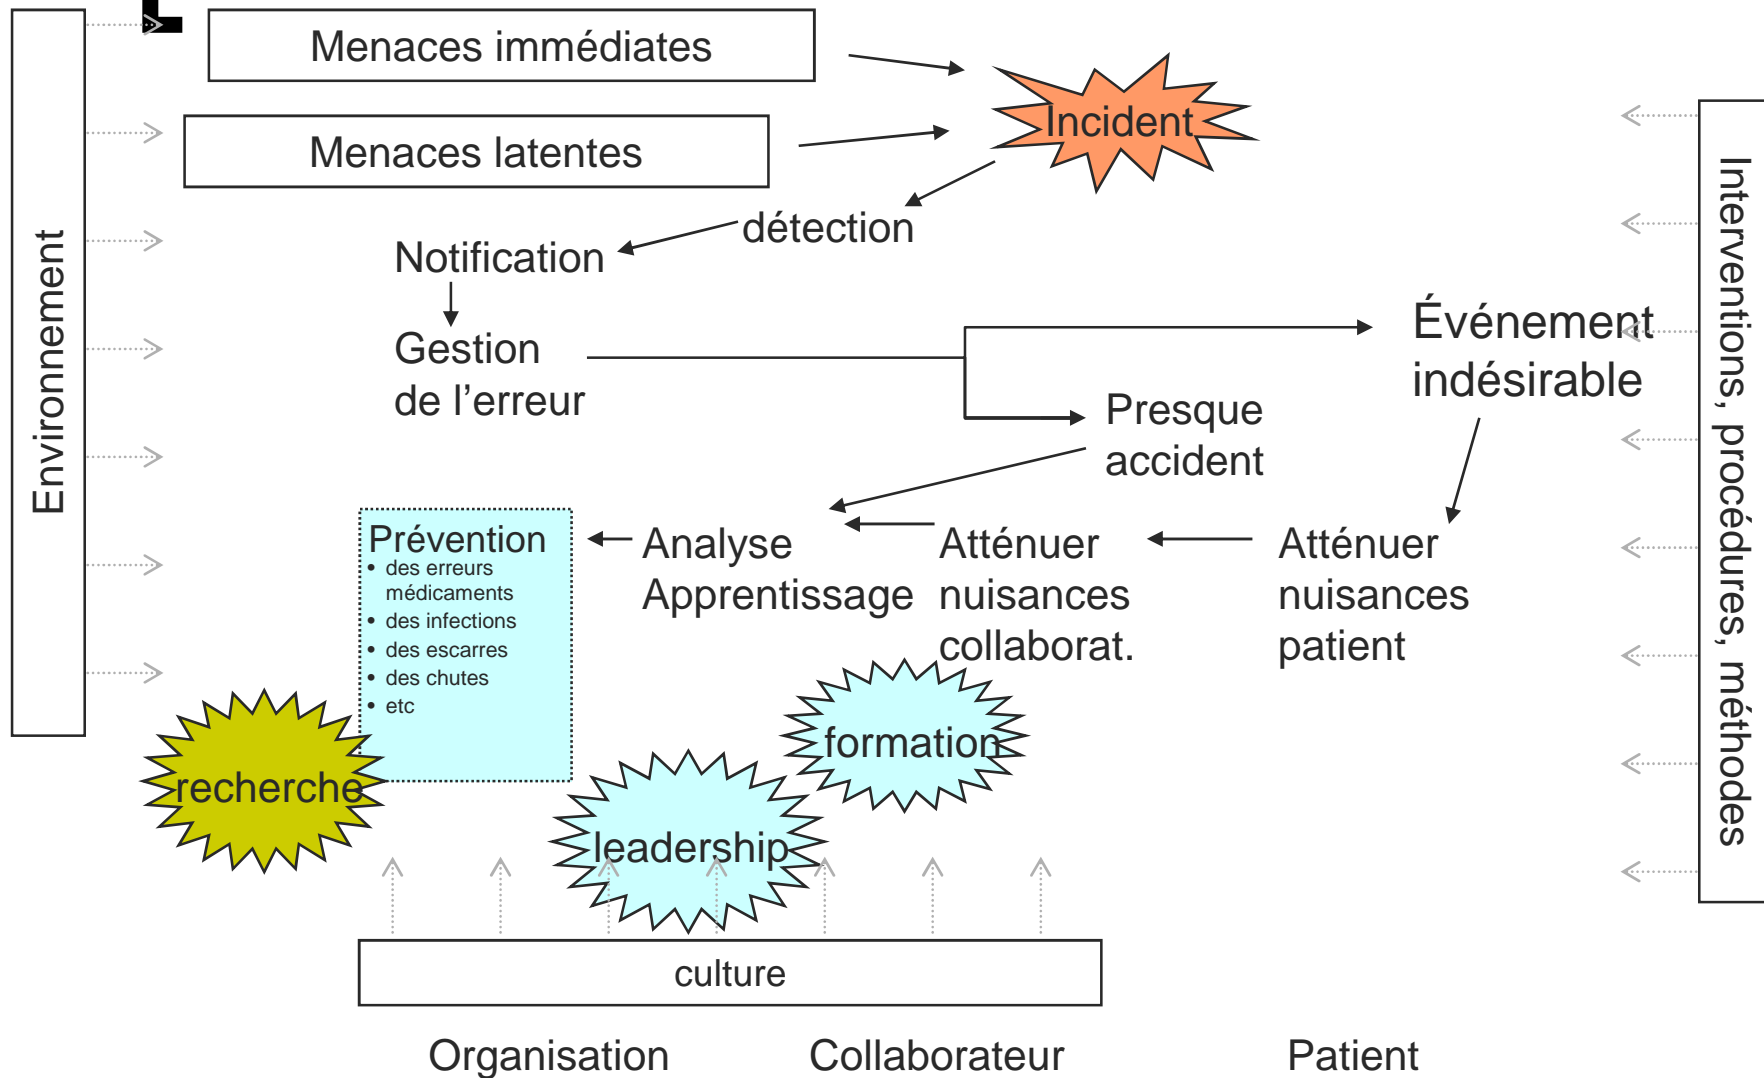 Menaces immédiates
Menaces latentes
Incident
détection
Notification
Gestion
de l’erreur
Événement
indésirable
Presque
accident
Environnement
Interventions, procédures, méthodes
Prévention
• des erreurs
médicaments
• des infections
• des escarres
• des chutes
• etc
Analyse
Apprentissage
Atténuer
nuisances
collaborat.
Atténuer
nuisances
patient
formation
recherche
leadership
culture
Organisation
Collaborateur
Patient